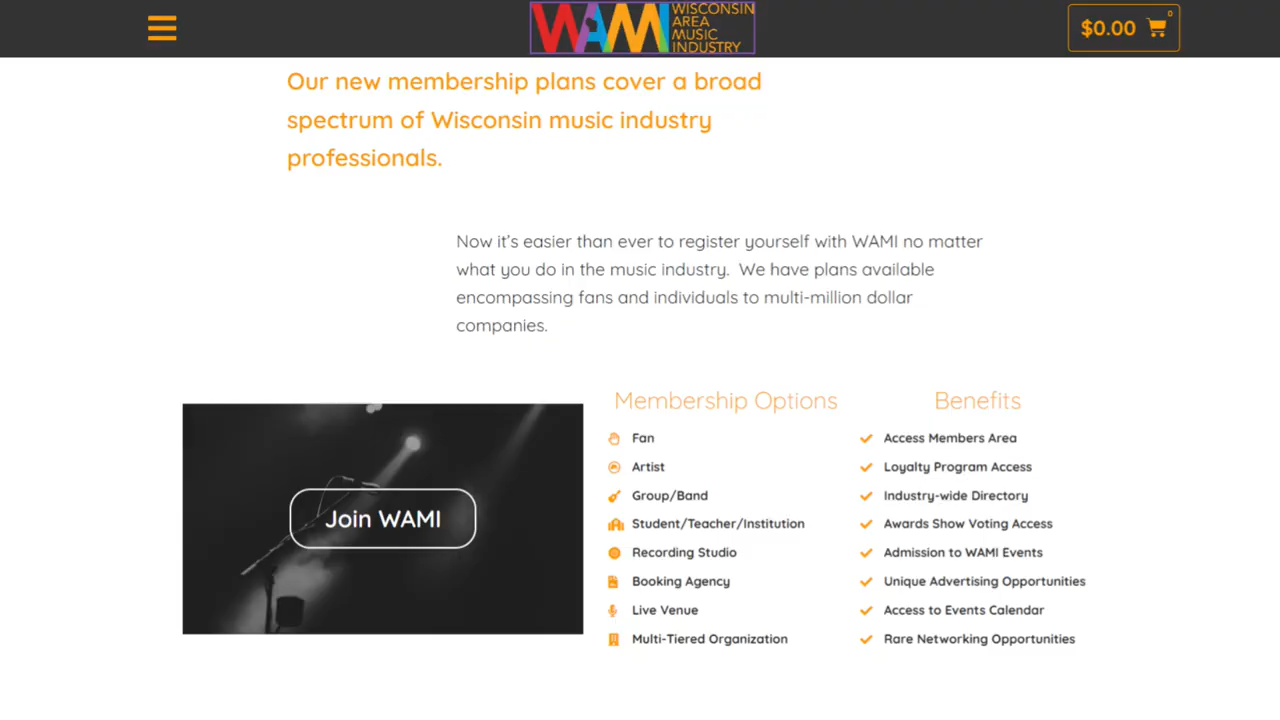 WAMI
WISCONSIN
AREA
MUSIC
INDUSTRY
$0.00
0
Our new membership plans cover a broad
spectrum of Wisconsin music industry
professionals.
Now it's easier than ever to register yourself with WAMI no matter
what you do in the music industry.  We have plans available
encompassing fans and individuals to multi-million dollar
companies.
Join WAMI
Membership Options
Fan
Artist
Group/Band
Student/Teacher/Institution
Recording Studio
Booking Agency
Live Venue
Multi-Tiered Organization
Benefits
Access Members Area
Loyalty Program Access
Industry-wide Directory
Awards Show Voting Access
Admission to WAMI Events
Unique Advertising Opportunities
Access to Events Calendar
Rare Networking Opportunities